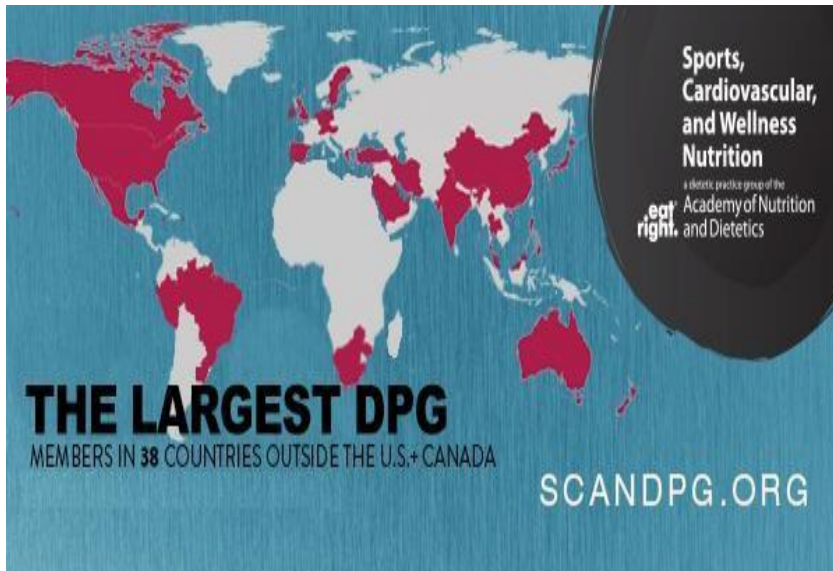 Sports,
Cardiovascular,
and Wellness
Nutrition
a dietetic practice group of the
eat right. Academy of Nutrition
and Dietetics
THE LARGEST DPG
MEMBERS IN 38 COUNTRIES OUTSIDE THE U.S.+ CANADA
SCANDPG.ORG